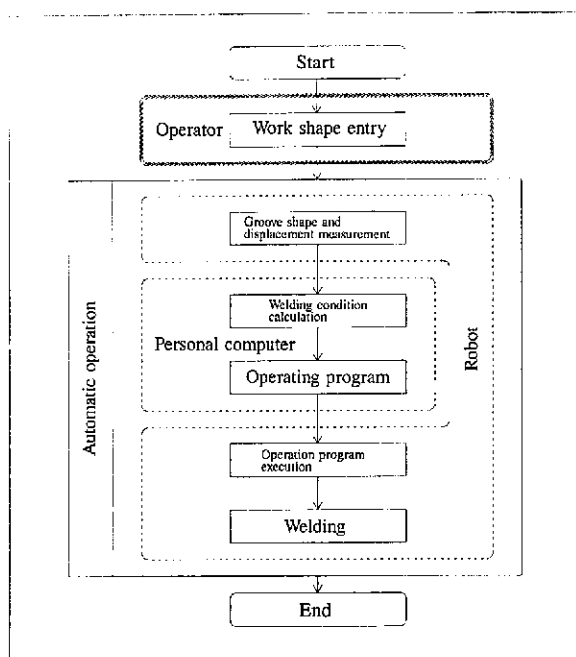 Start
Operator
Work shape entry
Groove shape and
displacement measurement
Welding condition
calculation
Personal computer
Operating program
Operation program
execution
Welding
Automatic operation
Robot
End